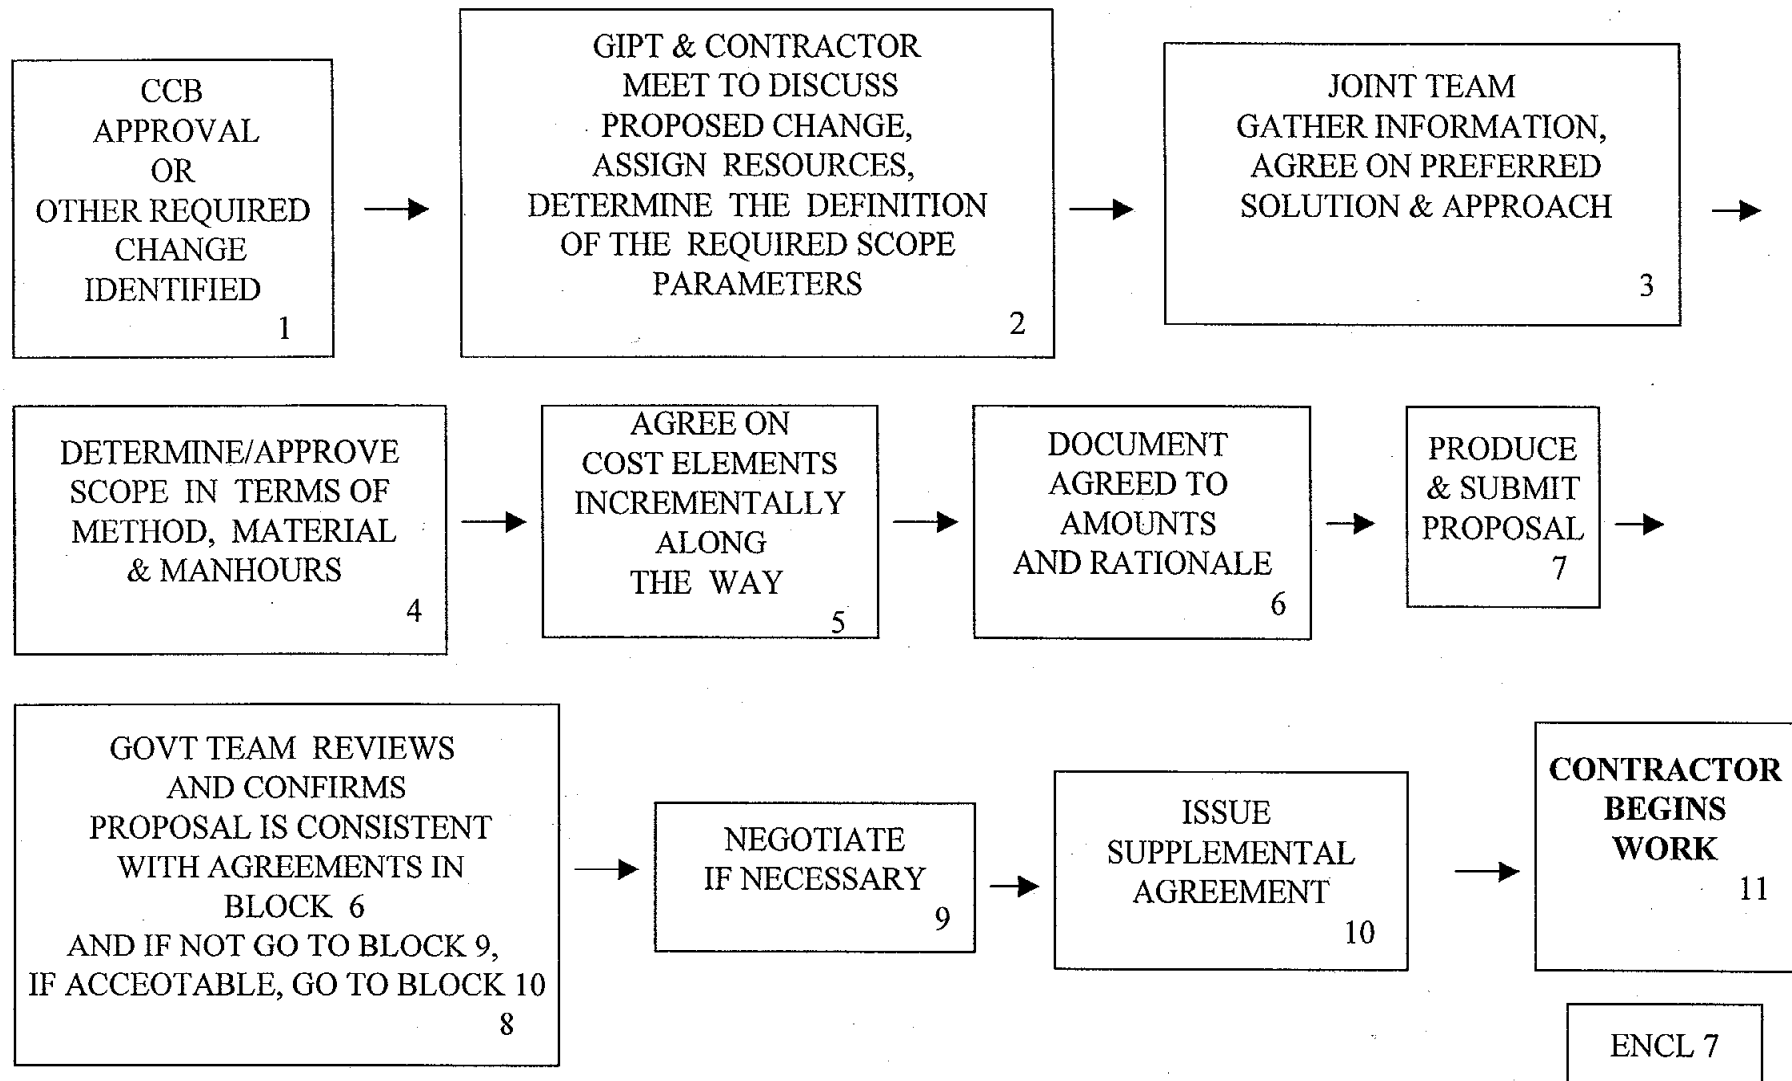 CCB
APPROVAL
OR
OTHER REQUIRED
CHANGE
IDENTIFIED
1
GIPT & CONTRACTOR
MEET TO DISCUSS
PROPOSED CHANGE,
ASSIGN RESOURCES,
DETERMINE THE DEFINITION
OF THE REQUIRED SCOPE
PARAMETERS
2
JOINT TEAM
GATHER INFORMATION,
AGREE ON PREFERRED
SOLUTION & APPROACH
3
DETERMINE/APPROVE
SCOPE IN TERMS OF
METHOD, MATERIAL
& MANHOURS
4
AGREE ON
COST ELEMENTS
INCREMENTALLY
ALONG
THE WAY
5
DOCUMENT
AGREED TO
AMOUNTS
AND RATIONALE
6
PRODUCE
& SUBMIT
PROPOSAL
7
GOVT TEAM REVIEWS
AND CONFIRMS
PROPOSAL IS CONSISTENT
WITH AGREEMENTS IN
BLOCK 6
AND IF NOT GO TO BLOCK 9,
IF ACCEOTABLE, GO TO BLOCK 10
8
NEGOTIATE
IF NECESSARY
9
ISSUE
SUPPLEMENTAL
AGREEMENT
10
CONTRACTOR
BEGINS
WORK
11
ENCL 7